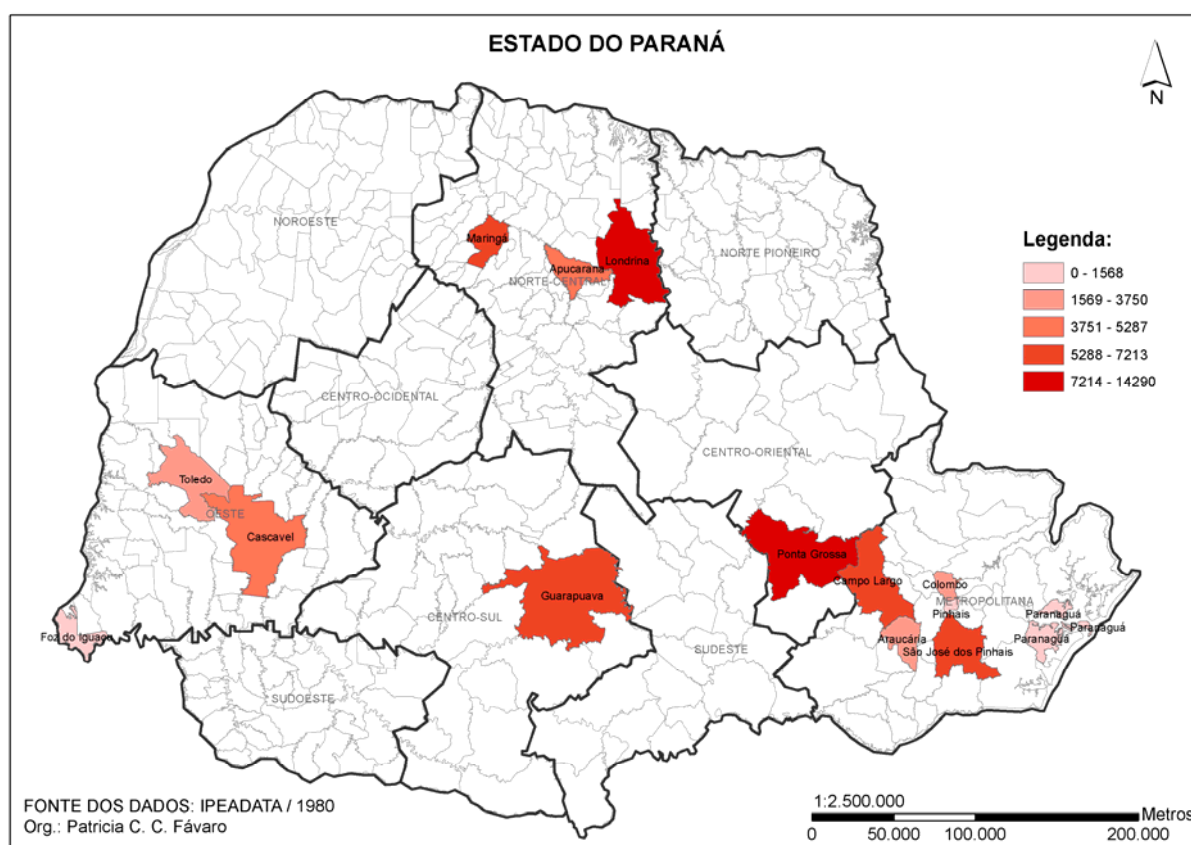 ESTADO DO PARANÁ
N
NOROESTE
Maringá
Apucarana
Londrina
NORTE-CENTRAL
NORTE PIONEIRO
Legenda:
0 - 1568
1569 - 3750
3751 - 5287
5288 - 7213
7214 - 14290
CENTRO-OCIDENTAL
CENTRO-ORIENTAL
Toledo
OESTE
Cascavel
Ponta Grossa
Campo Largo
Colombo
METROPOLITANA
Pinhais
Paranaguá
Paranaguá
Paranaguá
Guarapuava
CENTRO-SUL
Foz do Iguaçu
Araucária
São José dos Pinhais
SUDESTE
SUDOESTE
FONTE DOS DADOS: IPEADATA / 1980
Org.: Patricia C. C. Fávaro
1:2.500.000
Metros
0 50.000 100.000 200.000